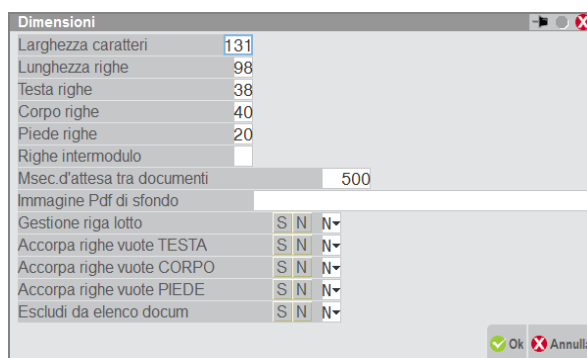 Dimensioni
Larghezza caratteri 131
Lunghezza righe 98
Testa righe 38
Corpo righe 40
Piede righe 20
Righe intermodulo
Msec.d'attesa tra documenti 500
Immagine Pdf di sfondo
Gestione riga lotto S N N
Accorpa righe vuote TESTA S N N
Accorpa righe vuote CORPO S N N
Accorpa righe vuote PIEDE S N N
Escludi da elenco docum S N N
Ok Annulla